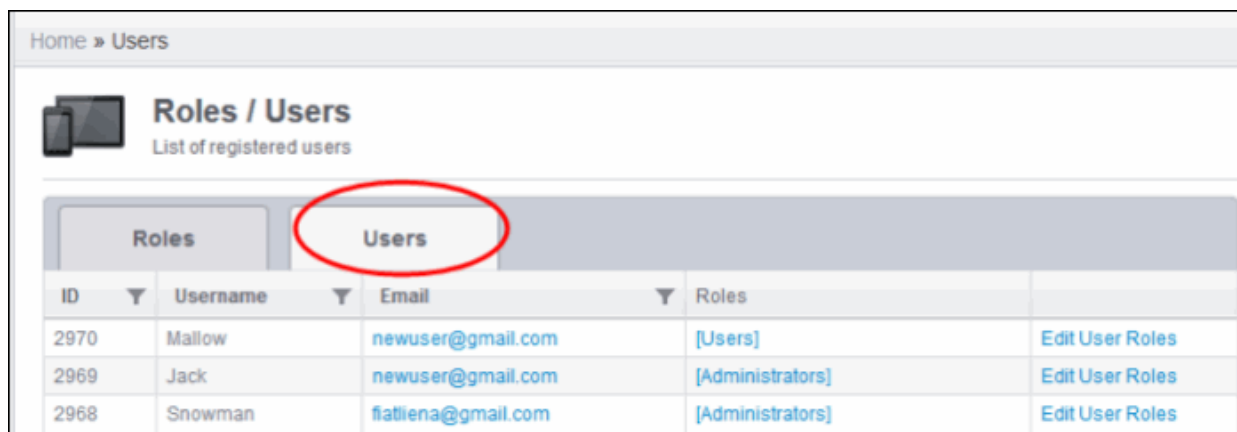 Home » Users
Roles / Users
List of registered users
Roles Users
ID Username Email Roles
2970 Mallow newuser@gmail.com [Users] Edit User Roles
2969 Jack newuser@gmail.com [Administrators] Edit User Roles
2968 Snowman fiatliena@gmail.com [Administrators] Edit User Roles